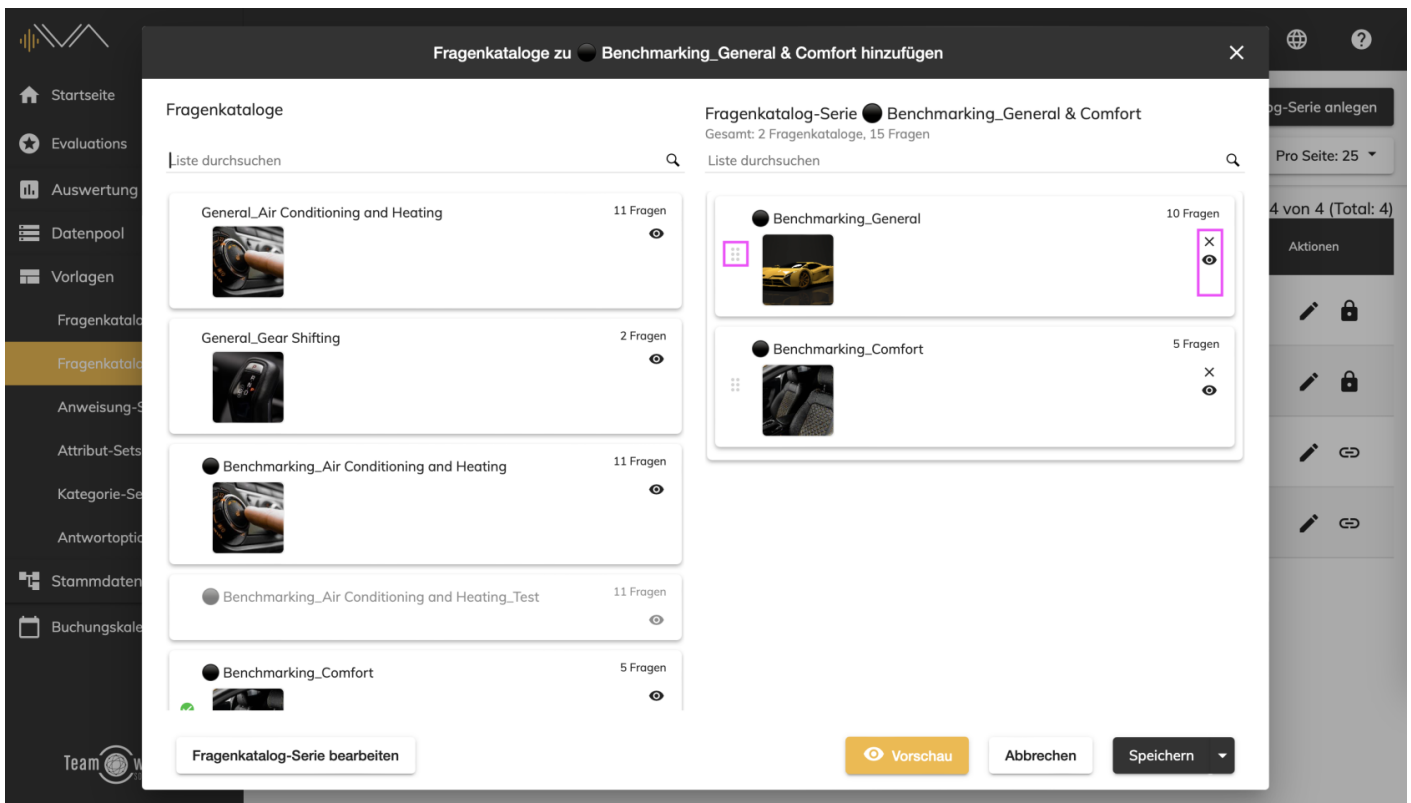 Fragenkataloge zu Benchmarking_General & Comfort hinzufügen
Startseite
Evaluations
Auswertung
Datenpool
Vorlagen
Fragenkatalo
Fragenkatalo
Anweisung-S
Attribut-Sets
Kategorie-Se
Antwortoptio
Stammdaten
Buchungskale
Team
Fragenkataloge
Liste durchsuchen
General_Air Conditioning and Heating
11 Fragen
General_Gear Shifting
2 Fragen
Benchmarking_Air Conditioning and Heating
11 Fragen
Benchmarking_Air Conditioning and Heating_Test
11 Fragen
Benchmarking_Comfort
5 Fragen
Fragenkatalog-Serie Benchmarking_General & Comfort
Gesamt: 2 Fragenkataloge, 15 Fragen
Liste durchsuchen
Benchmarking_General
10 Fragen
Benchmarking_Comfort
5 Fragen
Fragenkatalog-Serie bearbeiten
Vorschau
Abbrechen
Speichern
og-Serie anlegen
Pro Seite: 25
4 von 4 (Total: 4)
Aktionen